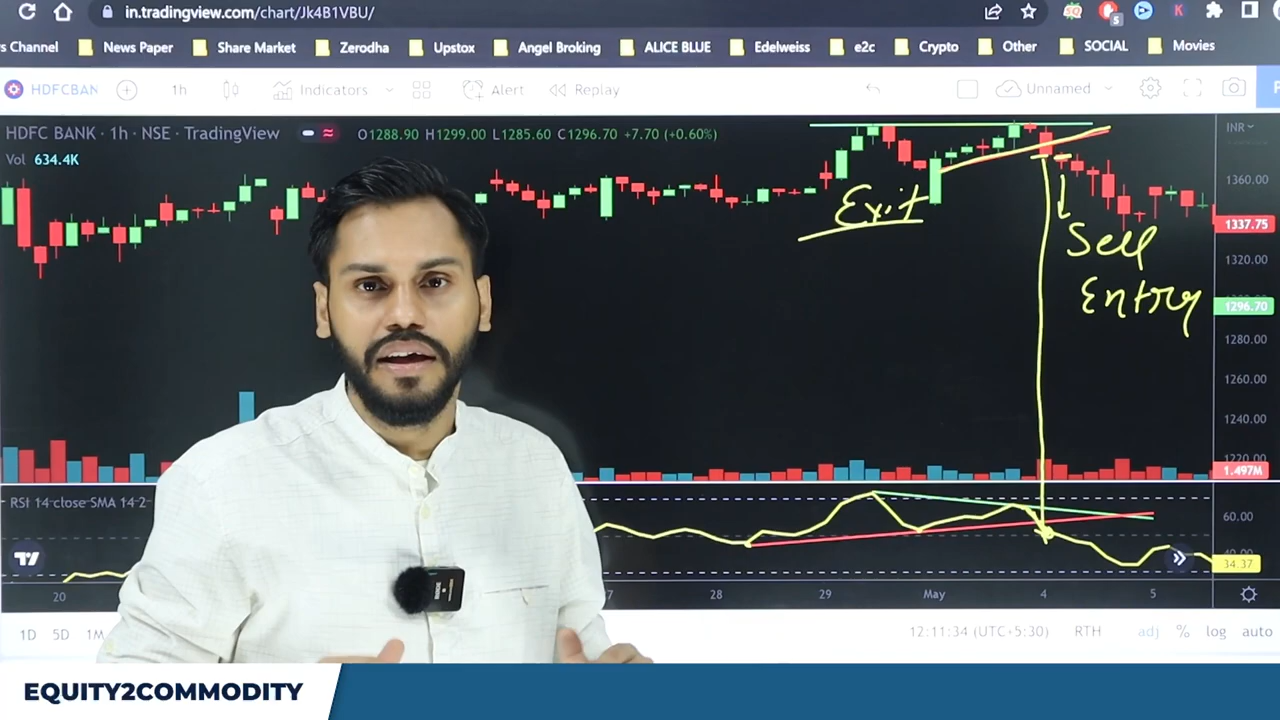 in.tradingview.com/chart/Jk4B1VBU/
s Channel News Paper Share Market Zerodha Upstox Angel Broking ALICE BLUE Edelweiss e2c Crypto Other SOCIAL Movies
HDFCBAN 1h Indicators Alert Replay Unnamed
HDFC BANK · 1h · NSE · TradingView O1288.90 H1299.00 L1285.60 C1296.70 +7.70 (+0.60%) INR
Vol 634.4K
1360.00
Exit
1337.75
Sell
1320.00
Entry
1296.70
1280.00
1260.00
1240.00
1220.00
1.497M
RSI 14 close SMA 14 2
60.00
40.00
34.37
20 7 28 29 May 4 5
1D 5D 1M 12:11:34 (UTC+5:30) RTH adj % log auto
EQUITY2COMMODITY